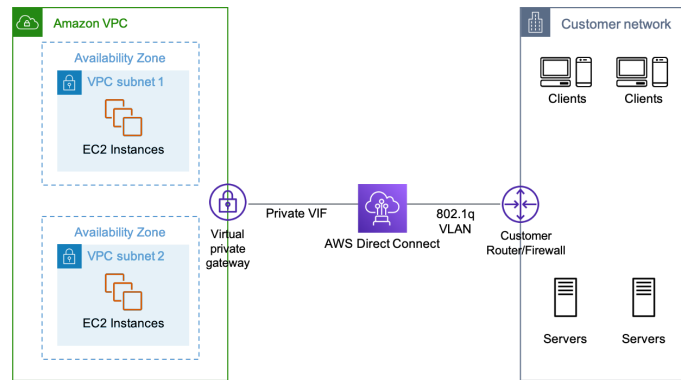 Amazon VPC
Availability Zone
VPC subnet 1
EC2 Instances
Availability Zone
VPC subnet 2
EC2 Instances
Virtual
private
gateway
Private VIF
AWS Direct Connect
802.1q
VLAN
Customer
Router/Firewall
Customer network
Clients
Clients
Servers
Servers